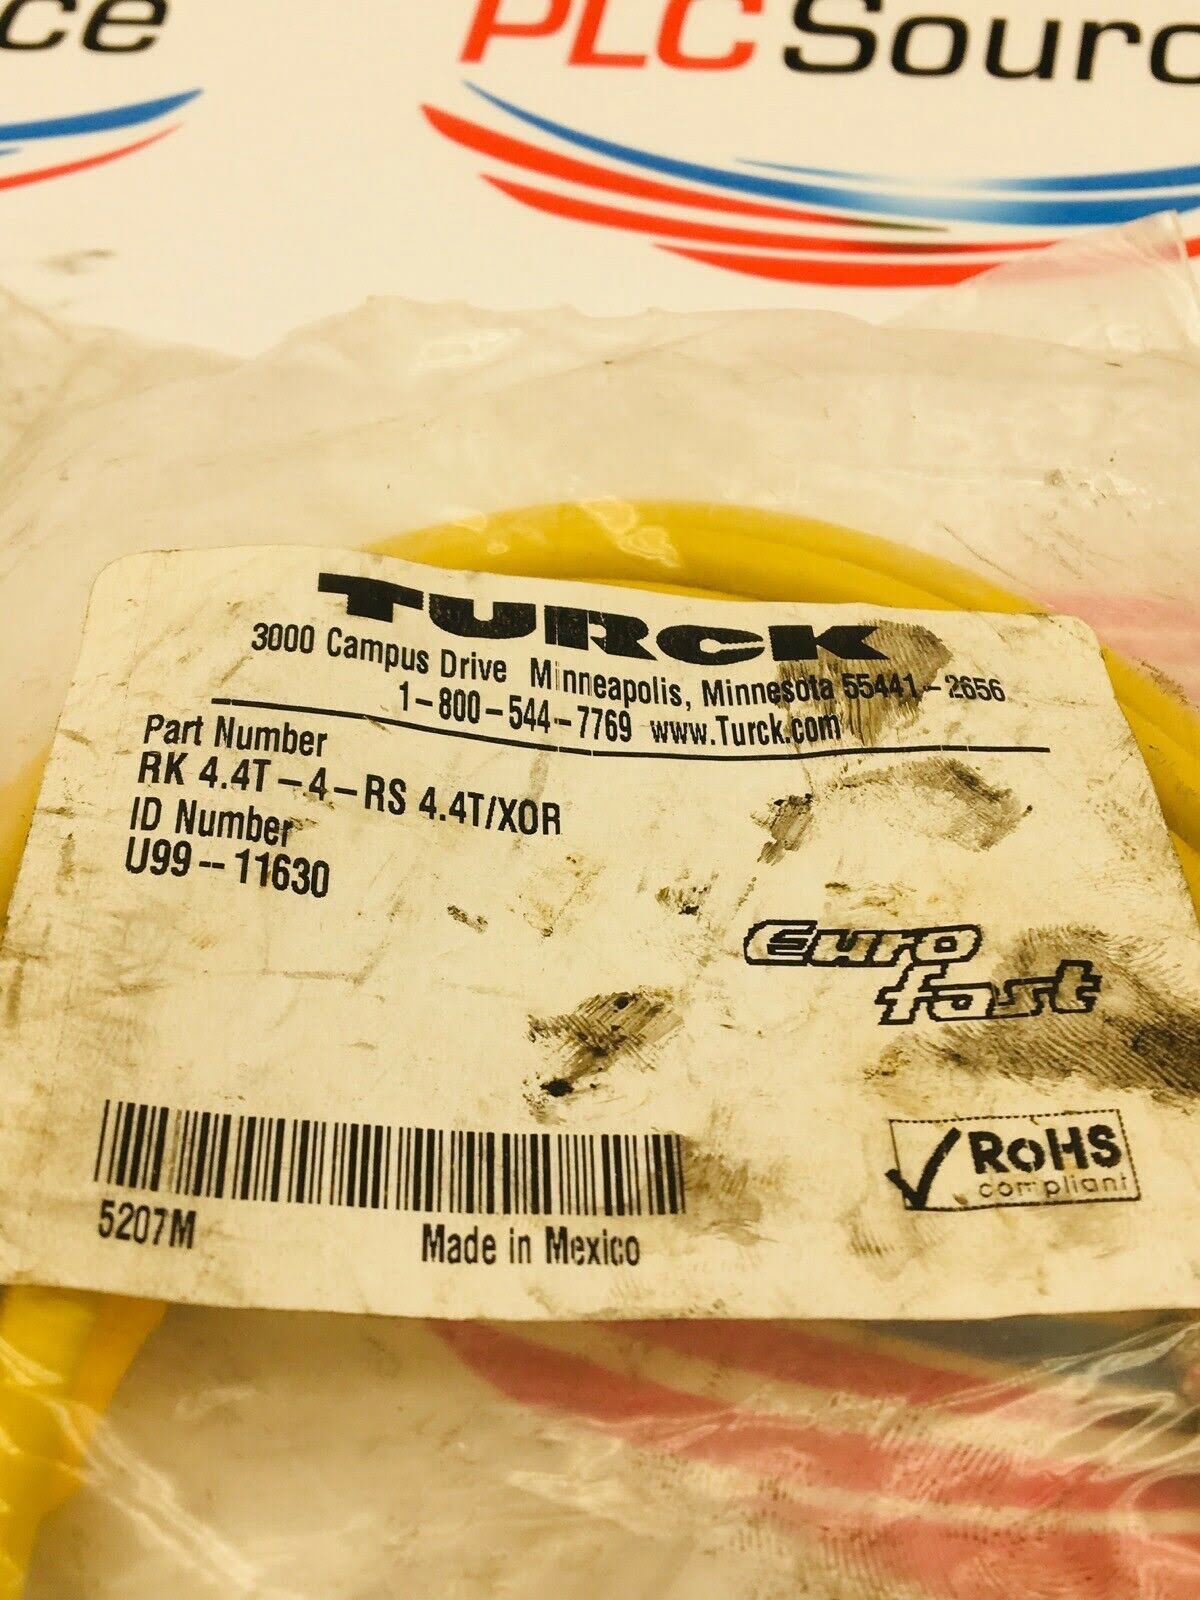 ce
PLC Sourc
TURCK
3000 Campus Drive Minneapolis, Minnesota 55441-2656
1-800-544-7769 www.Turck.com
Part Number
RK 4.4T-4-RS 4.4T/XOR
ID Number
U99--11630
Euro
fast
RoHS
compliant
5207M
Made in Mexico